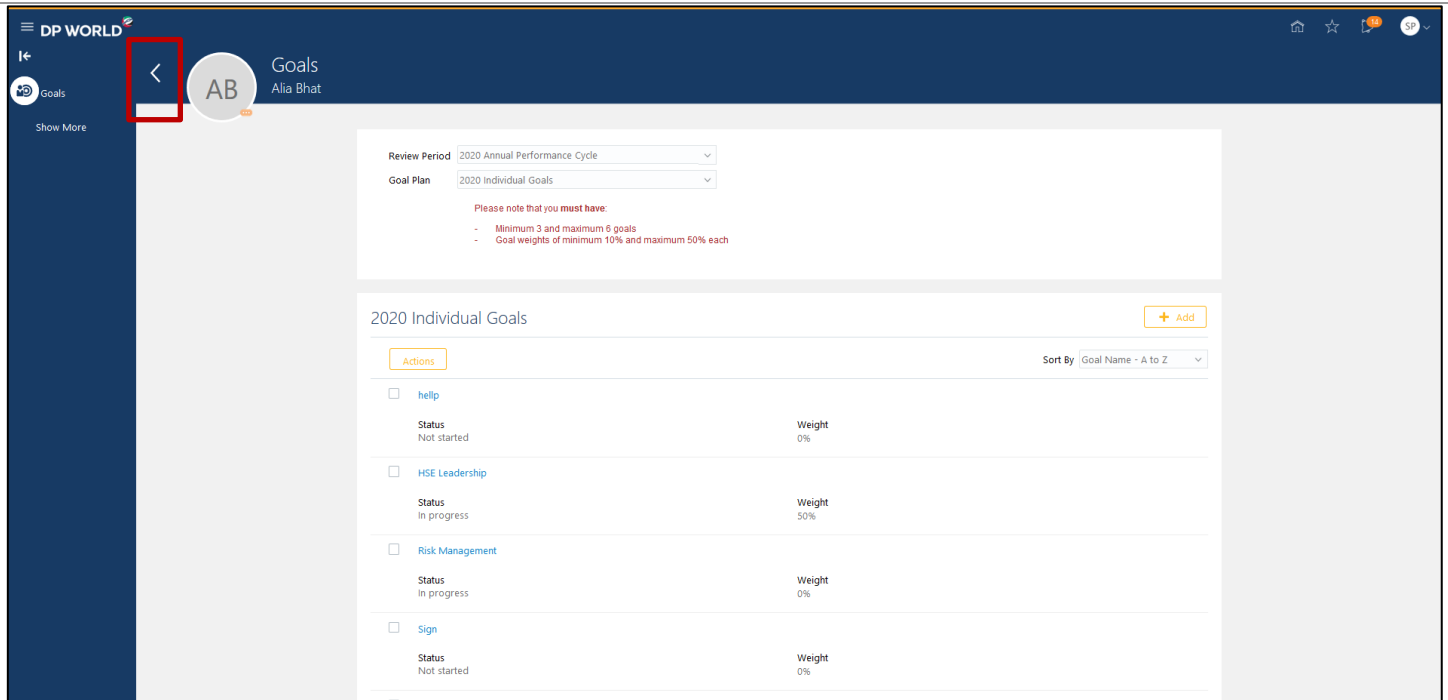 DP WORLD
14
SP
Goals
Show More
AB
Goals
Alia Bhat
Review Period 2020 Annual Performance Cycle
Goal Plan 2020 Individual Goals
Please note that you must have:
- Minimum 3 and maximum 6 goals
- Goal weights of minimum 10% and maximum 50% each
2020 Individual Goals
+ Add
Actions
Sort By Goal Name - A to Z
hellp
Status Weight
Not started 0%
HSE Leadership
Status Weight
In progress 50%
Risk Management
Status Weight
In progress 0%
Sign
Status Weight
Not started 0%